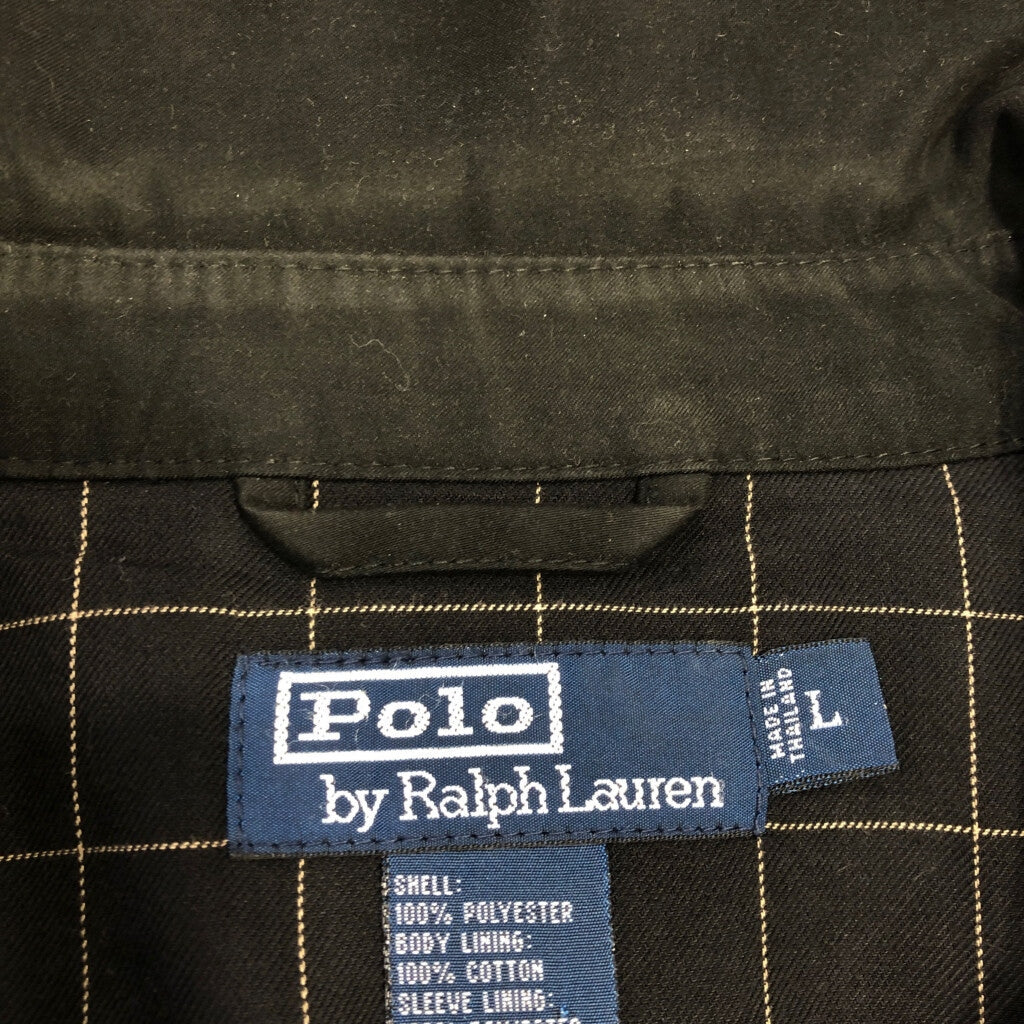 Polo
by Ralph Lauren
MADE IN
THAILAND
L
SHELL:
100% POLYESTER
BODY LINING:
100% COTTON
SLEEVE LINING: